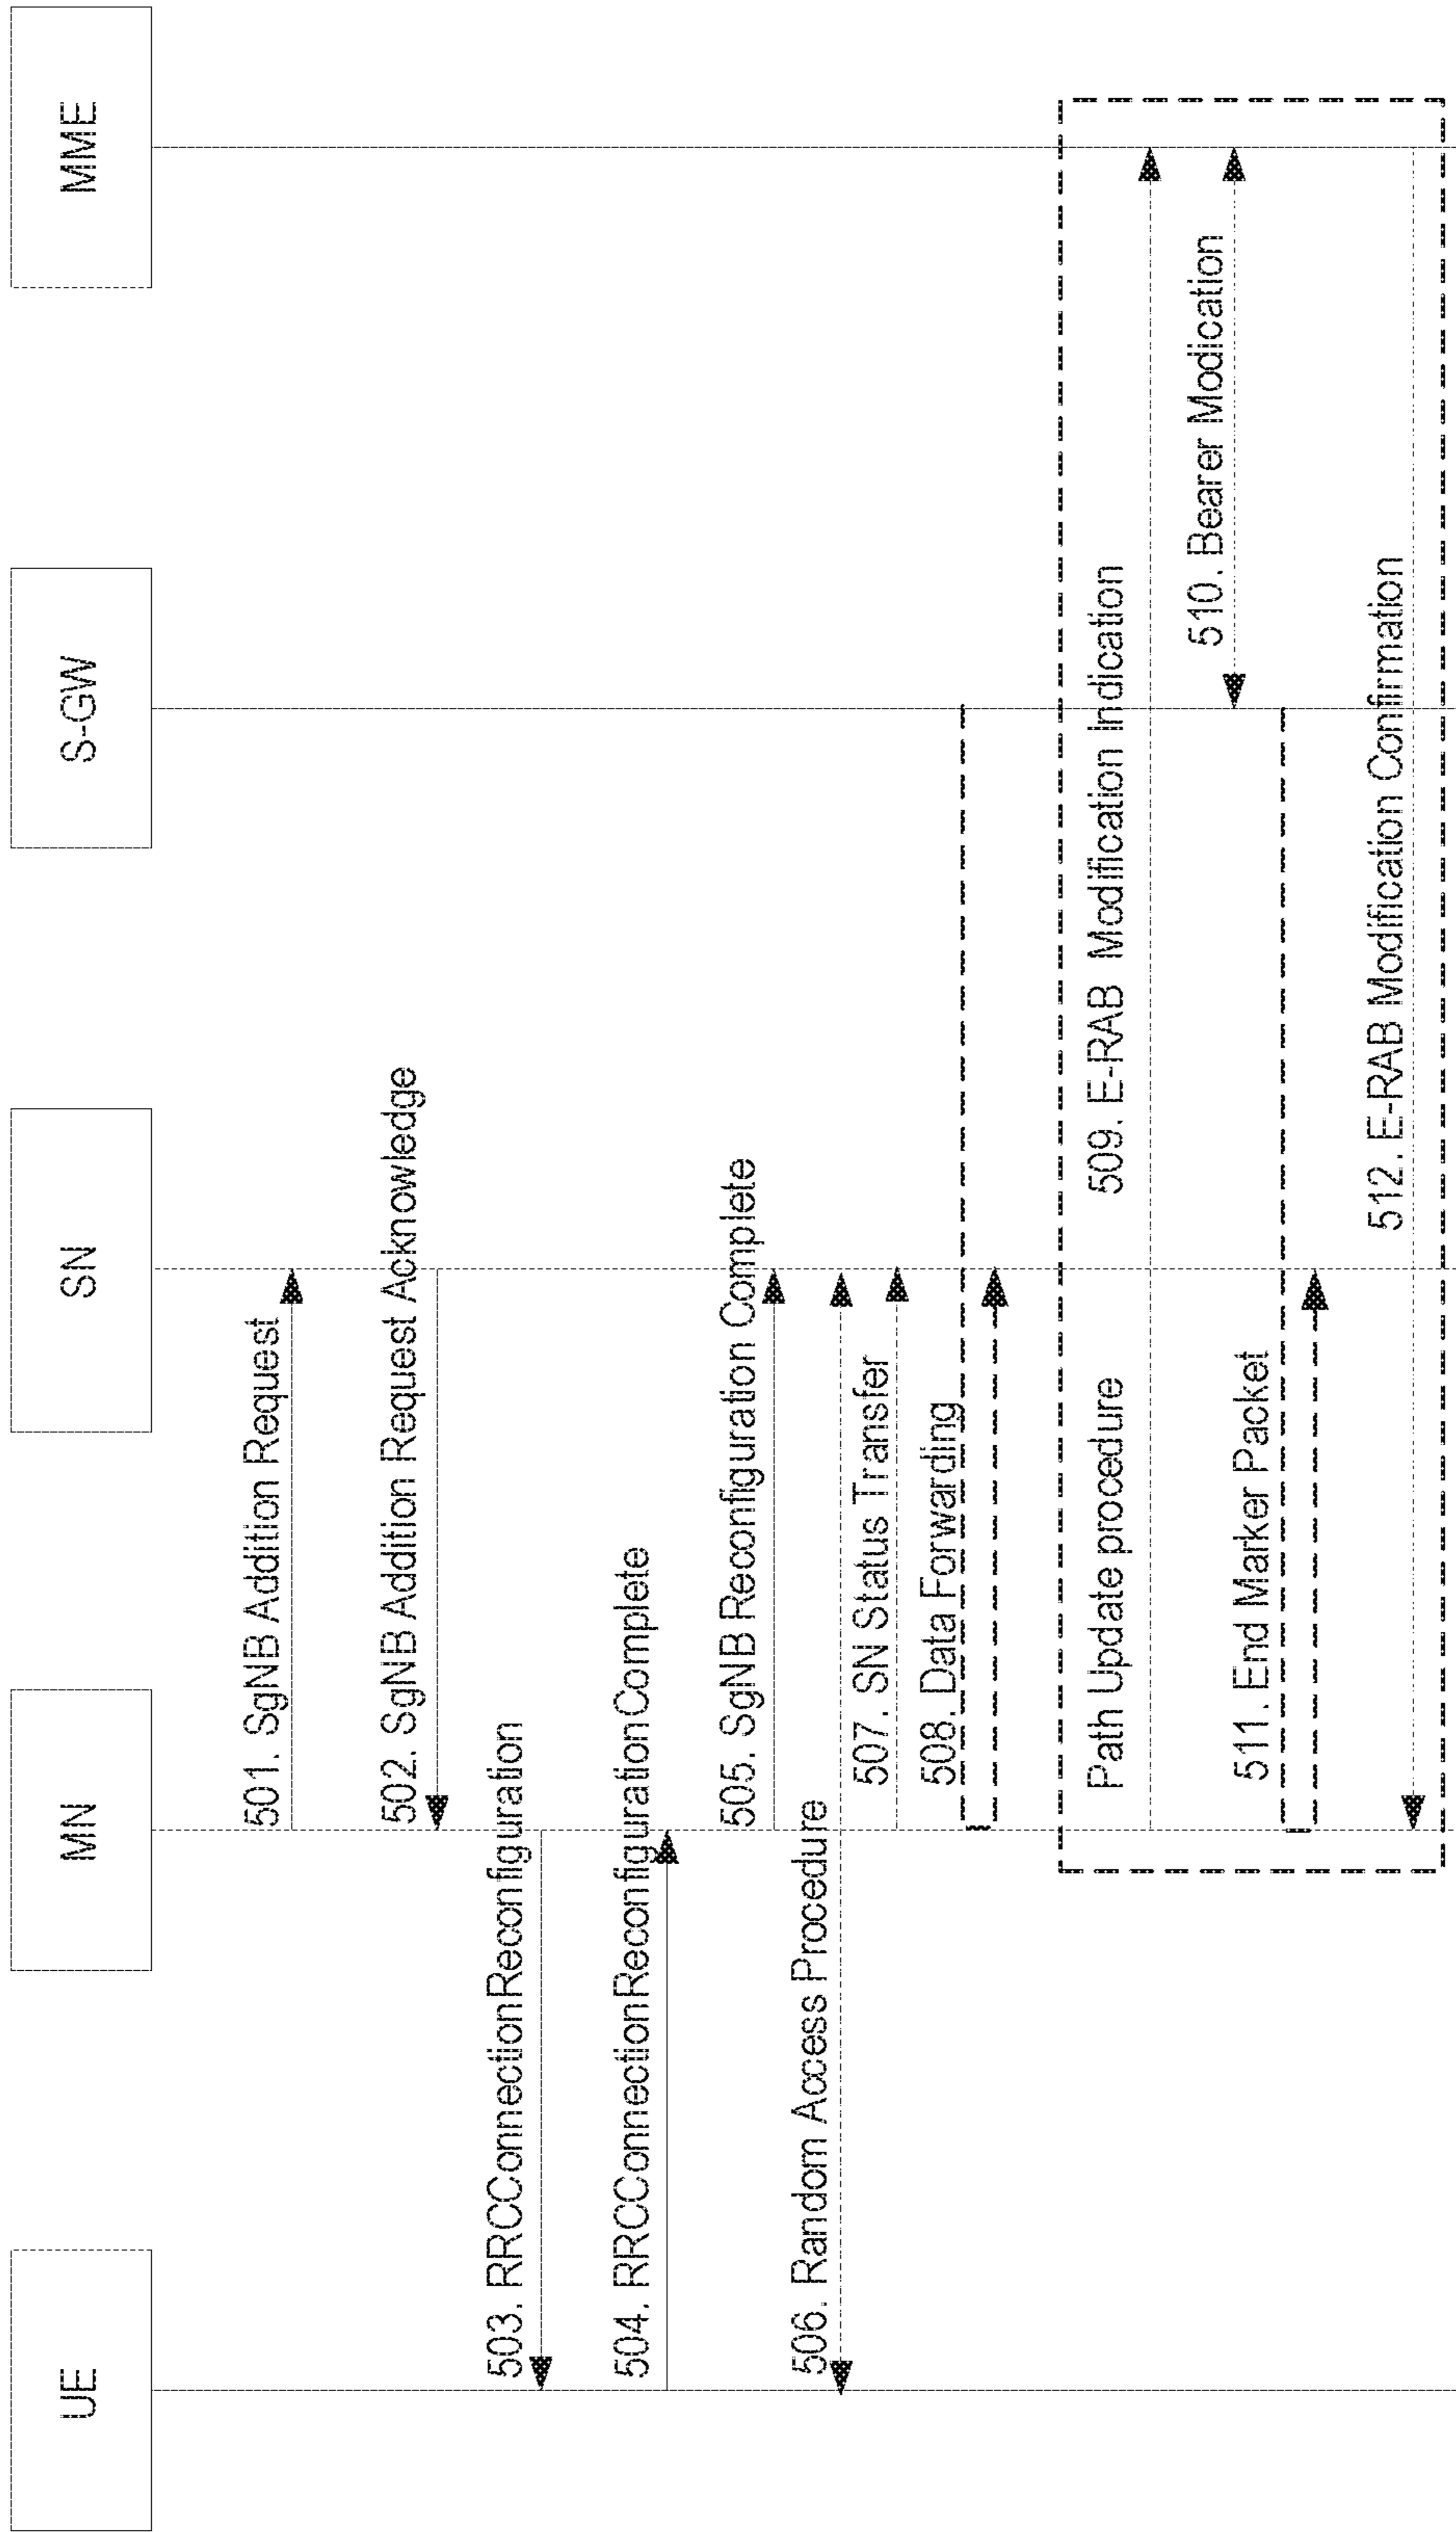 UE
MN
SN
S-GW
MME
501. SgNB Addition Request
502. SgNB Addition Request Acknowledge
503. RRCConnectionReconfiguration
504. RRCConnectionReconfigurationComplete
505. SgNB Reconfiguration Complete
506. Random Access Procedure
507. SN Status Transfer
508. Data Forwarding
Path Update procedure
509. E-RAB Modification Indication
510. Bearer Modication
511. End Marker Packet
512. E-RAB Modification Confirmation